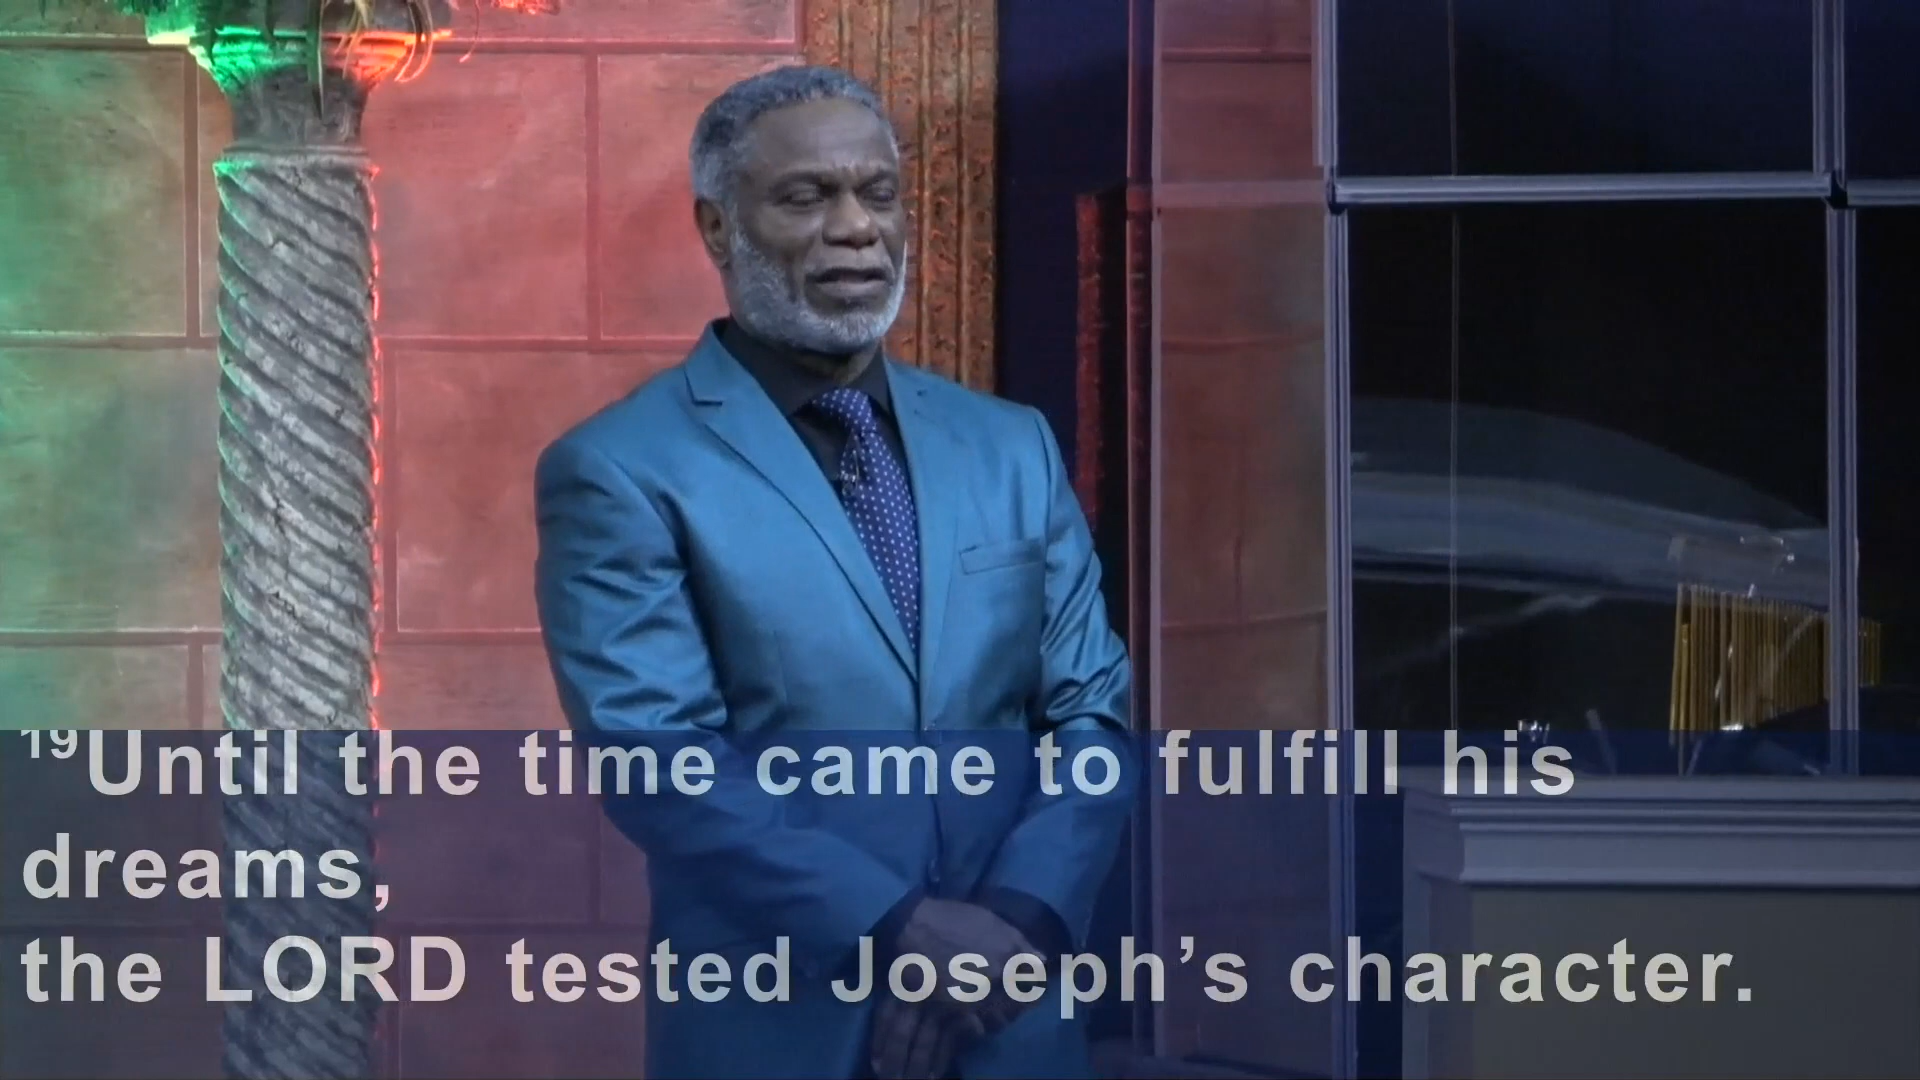 ¹⁹Until the time came to fulfill his
dreams,
the LORD tested Joseph’s character.